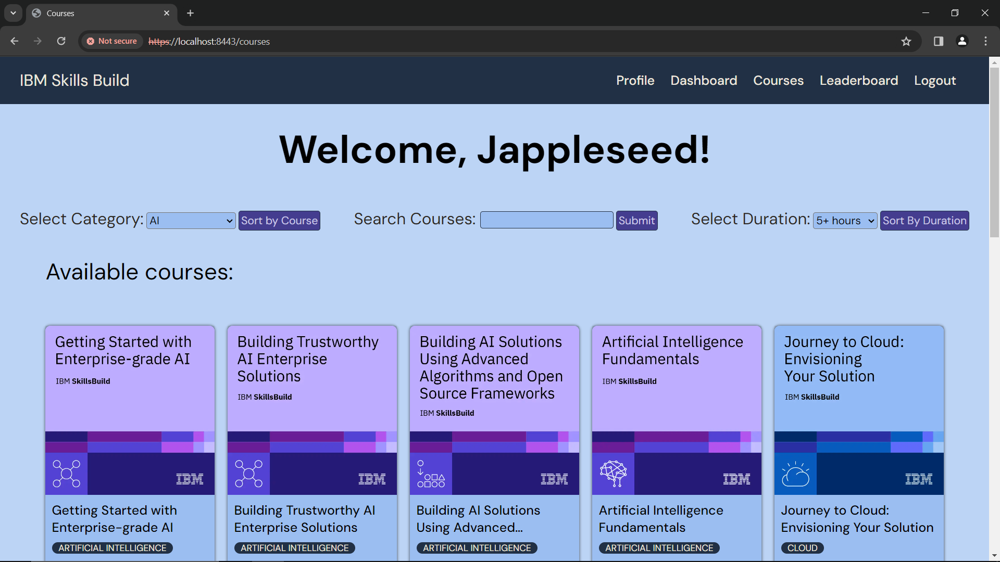 Courses
Not secure https://localhost:8443/courses
IBM Skills Build Profile Dashboard Courses Leaderboard Logout
Welcome, Jappleseed!
Select Category: AI Sort by Course Search Courses: Submit Select Duration: 5+ hours Sort By Duration
Available courses:
Getting Started with
Enterprise-grade AI
IBM SkillsBuild
IBM
Getting Started with
Enterprise-grade AI
ARTIFICIAL INTELLIGENCE
Building Trustworthy
AI Enterprise
Solutions
IBM SkillsBuild
IBM
Building Trustworthy AI
Enterprise Solutions
ARTIFICIAL INTELLIGENCE
Building AI Solutions
Using Advanced
Algorithms and Open
Source Frameworks
IBM SkillsBuild
IBM
Building AI Solutions
Using Advanced...
ARTIFICIAL INTELLIGENCE
Artificial Intelligence
Fundamentals
IBM SkillsBuild
IBM
Artificial Intelligence
Fundamentals
ARTIFICIAL INTELLIGENCE
Journey to Cloud:
Envisioning
Your Solution
IBM SkillsBuild
IBM
Journey to Cloud:
Envisioning Your Solution
CLOUD